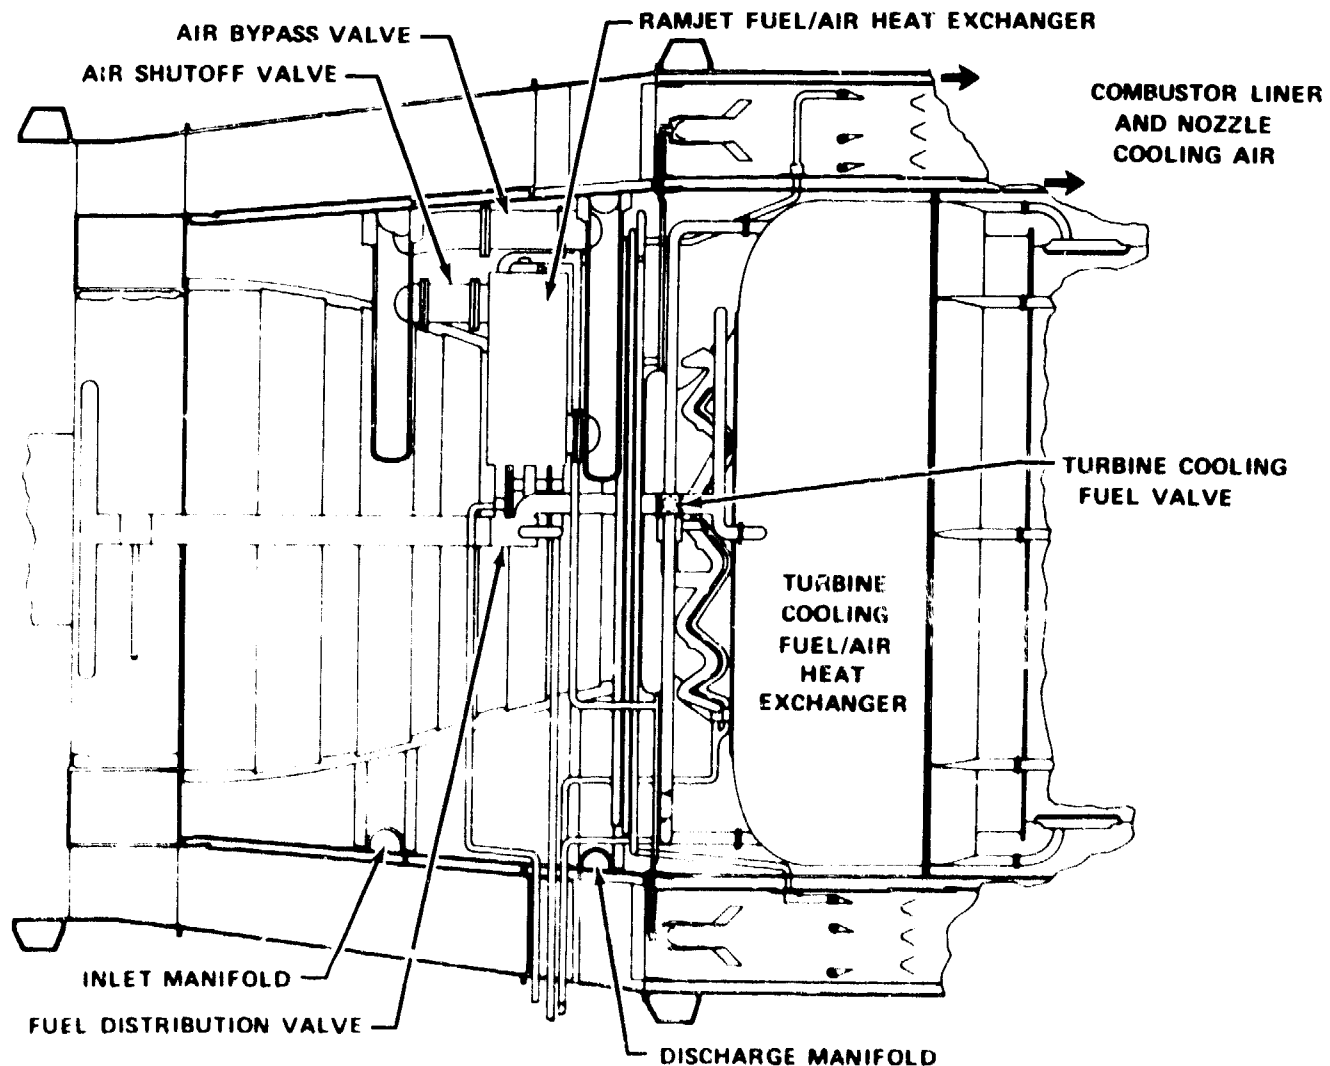 RAMJET FUEL/AIR HEAT EXCHANGER
AIR BYPASS VALVE
AIR SHUTOFF VALVE
COMBUSTOR LINER
AND NOZZLE
COOLING AIR
TURBINE COOLING
FUEL VALVE
TURBINE
COOLING
FUEL/AIR
HEAT
EXCHANGER
INLET MANIFOLD
FUEL DISTRIBUTION VALVE
DISCHARGE MANIFOLD